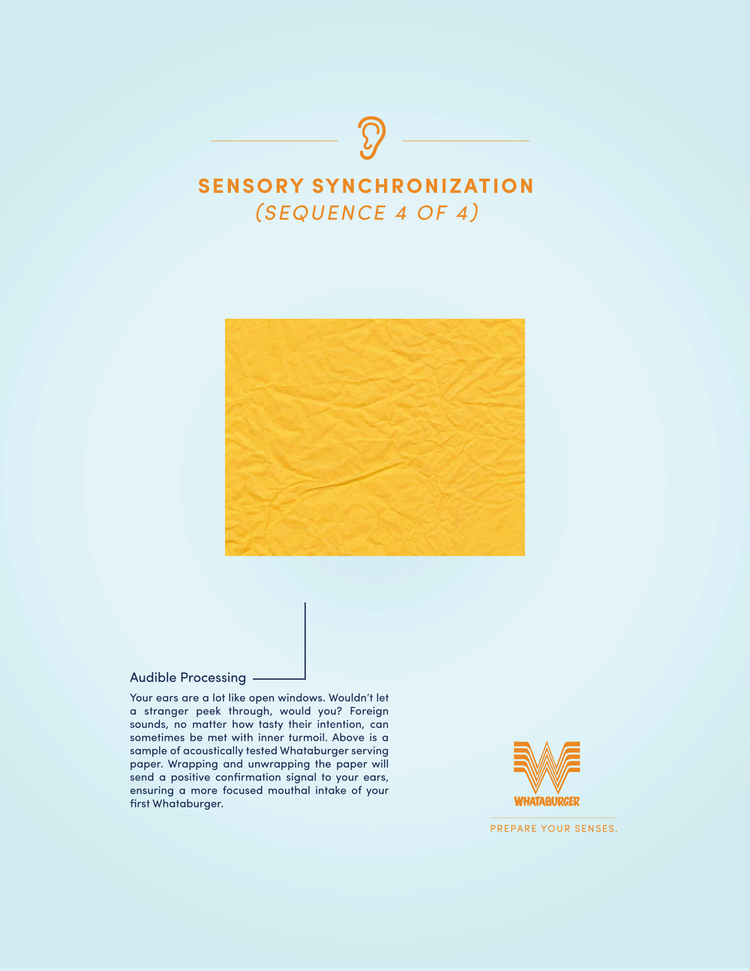 SENSORY SYNCHRONIZATION
(SEQUENCE 4 OF 4)
Audible Processing
Your ears are a lot like open windows. Wouldn't let
a stranger peek through, would you? Foreign
sounds, no matter how tasty their intention, can
sometimes be met with inner turmoil. Above is a
sample of acoustically tested Whataburger serving
paper. Wrapping and unwrapping the paper will
send a positive confirmation signal to your ears,
ensuring a more focused mouthal intake of your
first Whataburger.
WHATABURGER
PREPARE YOUR SENSES.